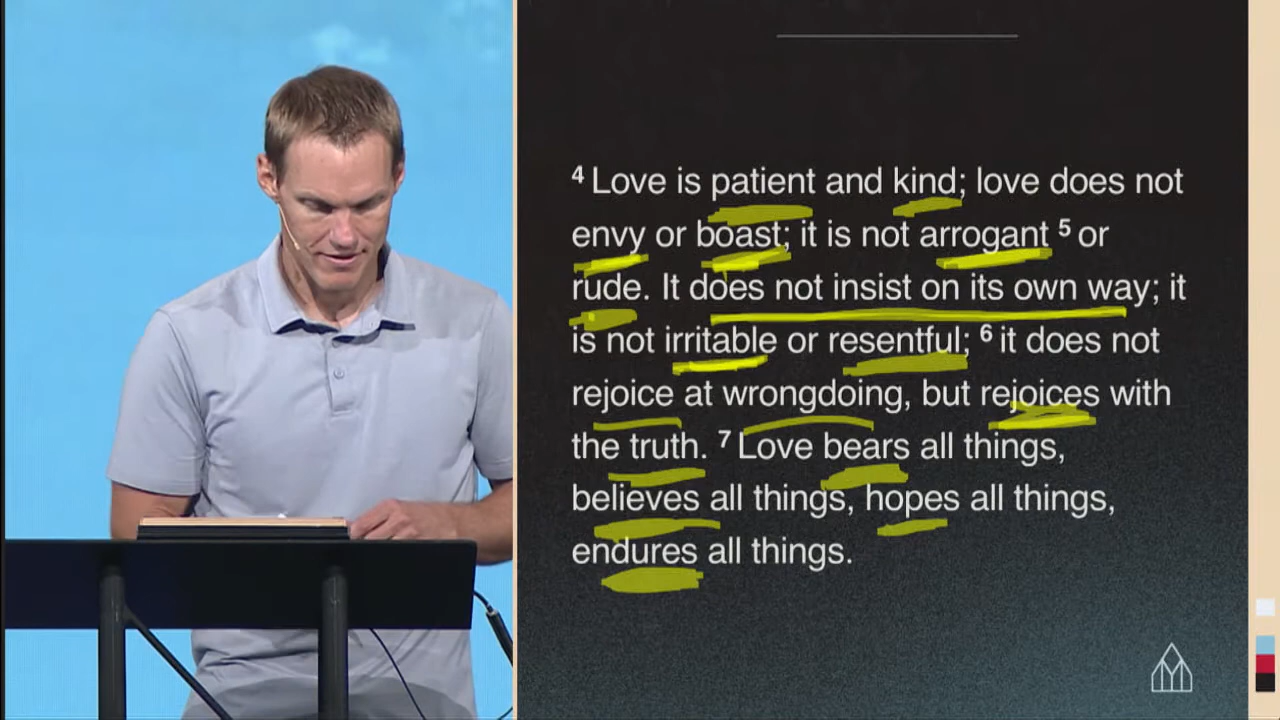 ⁴ Love is patient and kind; love does not
envy or boast; it is not arrogant ⁵ or
rude. It does not insist on its own way; it
is not irritable or resentful; ⁶ it does not
rejoice at wrongdoing, but rejoices with
the truth. ⁷ Love bears all things,
believes all things, hopes all things,
endures all things.